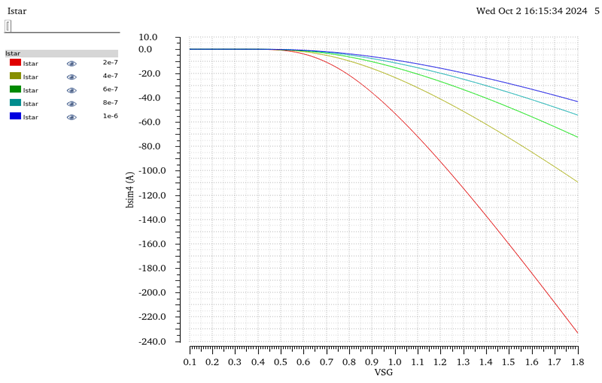 Istar
Wed Oct 2 16:15:34 2024 5
Istar
Istar 2e-7
Istar 4e-7
Istar 6e-7
Istar 8e-7
Istar 1e-6
bsim4 (A)
10.0
0.0
-20.0
-40.0
-60.0
-80.0
-100.0
-120.0
-140.0
-160.0
-180.0
-200.0
-220.0
-240.0
0.1 0.2 0.3 0.4 0.5 0.6 0.7 0.8 0.9 1.0 1.1 1.2 1.3 1.4 1.5 1.6 1.7 1.8
VSG